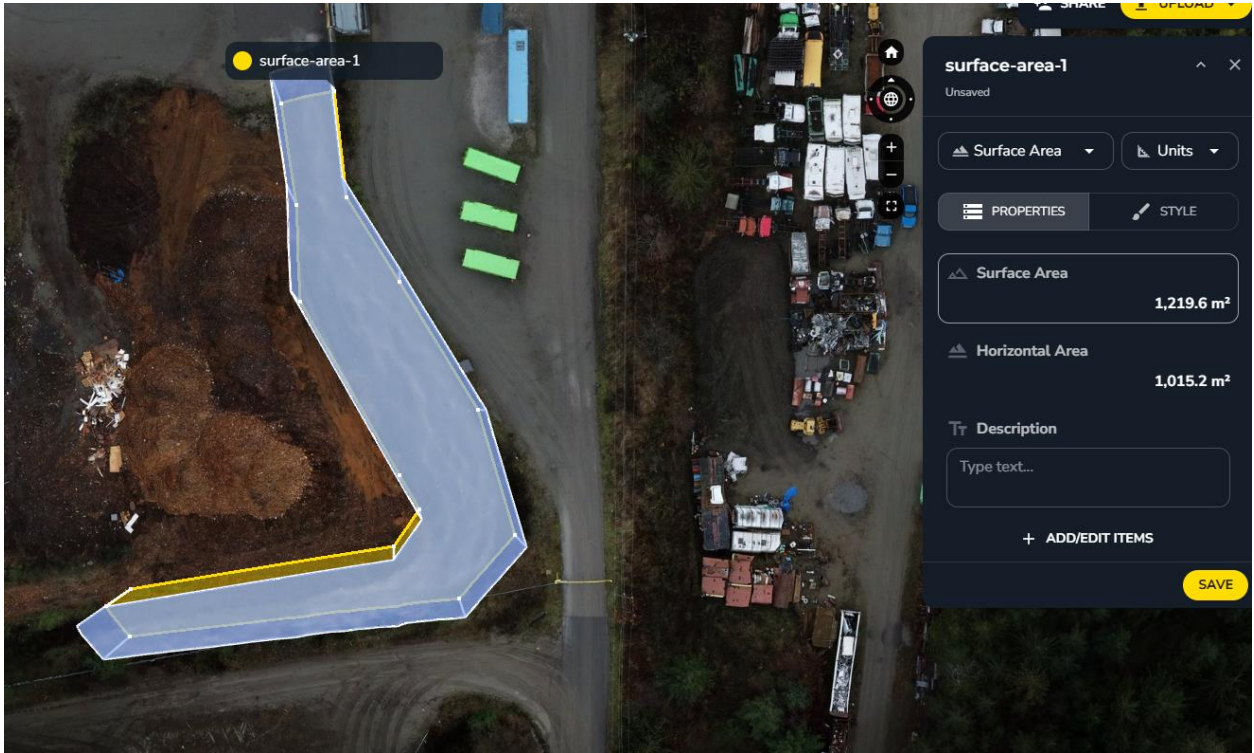 SHARE
UPLOAD
surface-area-1
surface-area-1
Unsaved
Surface Area
Units
PROPERTIES
STYLE
Surface Area
1,219.6 m²
Horizontal Area
1,015.2 m²
Description
Type text...
+ ADD/EDIT ITEMS
SAVE